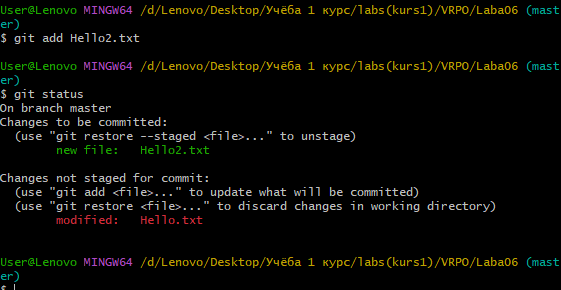 User@Lenovo MINGW64 /d/Lenovo/Desktop/Учёба 1 курс/labs(kurs1)/VRPO/Laba06 (mast
er)
$ git add Hello2.txt

User@Lenovo MINGW64 /d/Lenovo/Desktop/Учёба 1 курс/labs(kurs1)/VRPO/Laba06 (mast
er)
$ git status
On branch master
Changes to be committed:
  (use "git restore --staged <file>..." to unstage)
        new file:   Hello2.txt

Changes not staged for commit:
  (use "git add <file>..." to update what will be committed)
  (use "git restore <file>..." to discard changes in working directory)
        modified:   Hello.txt

User@Lenovo MINGW64 /d/Lenovo/Desktop/Учёба 1 курс/labs(kurs1)/VRPO/Laba06 (mast
er)
$